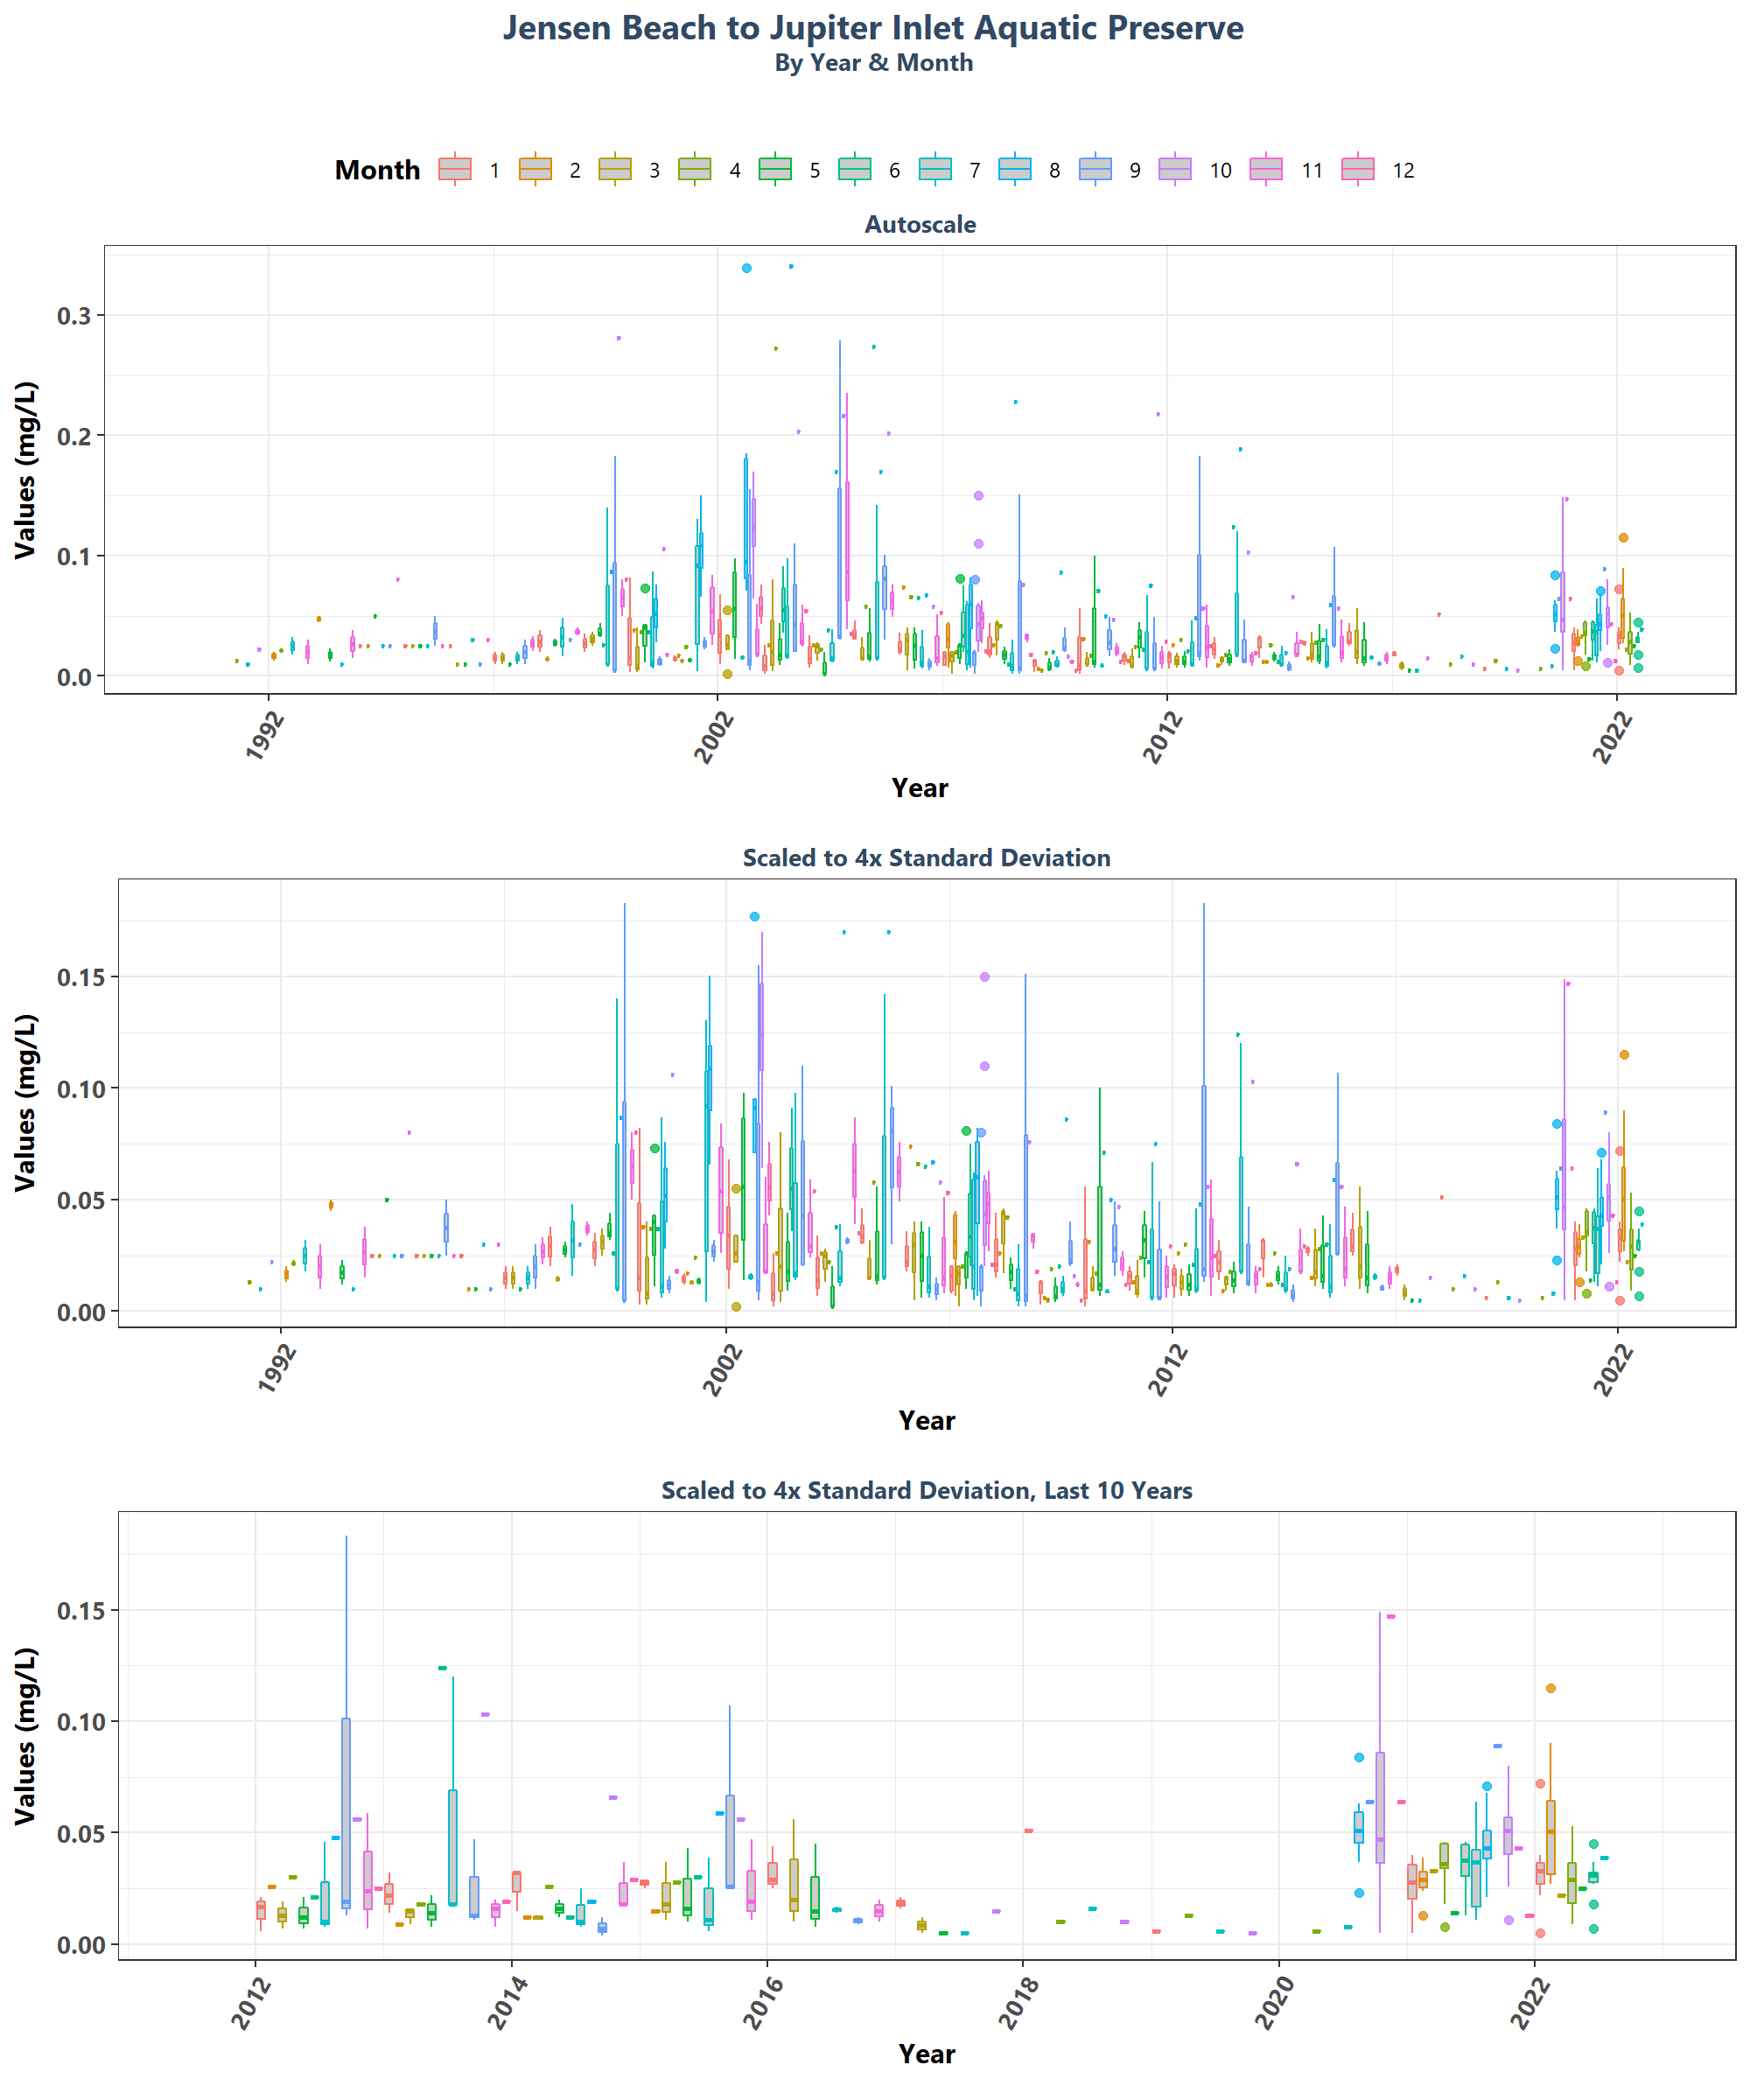 Jensen Beach to Jupiter Inlet Aquatic Preserve
By Year & Month
Month 1 2 3 4 5 6 7 8 9 10 11 12
Autoscale
Values (mg/L)
0.3
0.2
0.1
0.0
1992 2002 2012 2022
Year
Scaled to 4x Standard Deviation
Values (mg/L)
0.15
0.10
0.05
0.00
1992 2002 2012 2022
Year
Scaled to 4x Standard Deviation, Last 10 Years
Values (mg/L)
0.15
0.10
0.05
0.00
2012 2014 2016 2018 2020 2022
Year